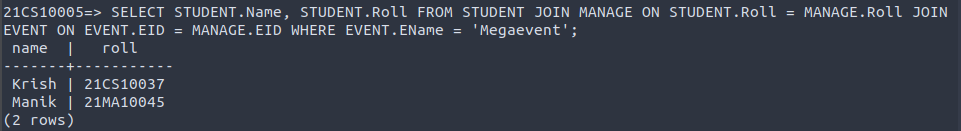 21CS10005=> SELECT STUDENT.Name, STUDENT.Roll FROM STUDENT JOIN MANAGE ON STUDENT.Roll = MANAGE.Roll JOIN
EVENT ON EVENT.EID = MANAGE.EID WHERE EVENT.EName = 'Megaevent';
 name  |   roll
-------+-----------
 Krish | 21CS10037
 Manik | 21MA10045
(2 rows)